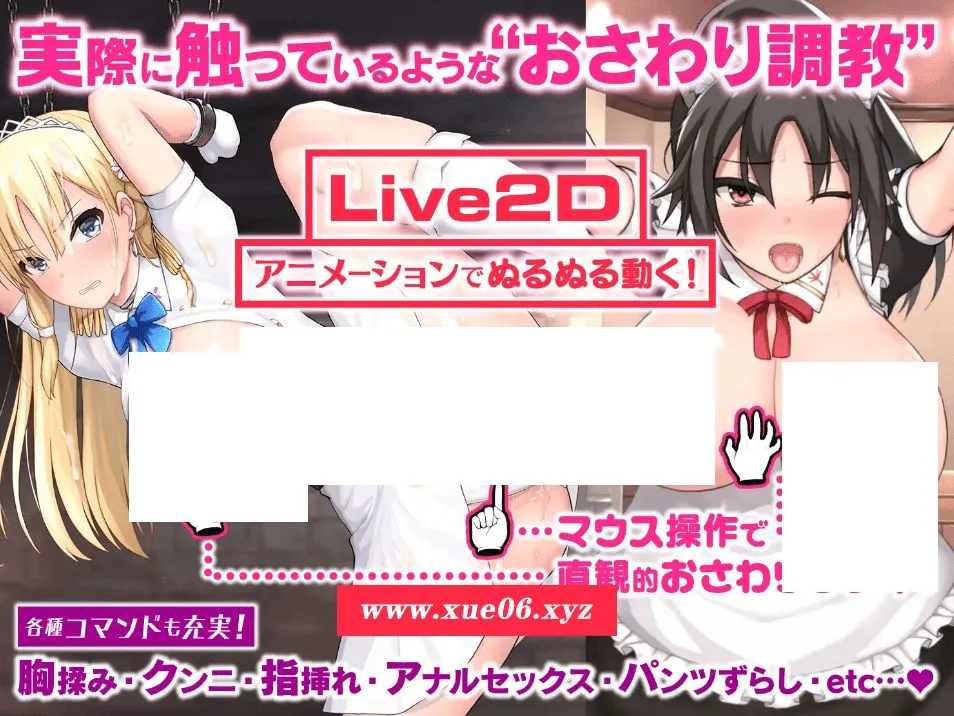 実際に触っているような“おさわり調教”
Live2D
アニメーションでぬるぬる動く!
…マウス操作で
直観的おさわり
www.xue06.xyz
各種コマンドも充実!
胸揉み・クンニ・指挿れ・アナルセックス・パンツずらし・etc…♥